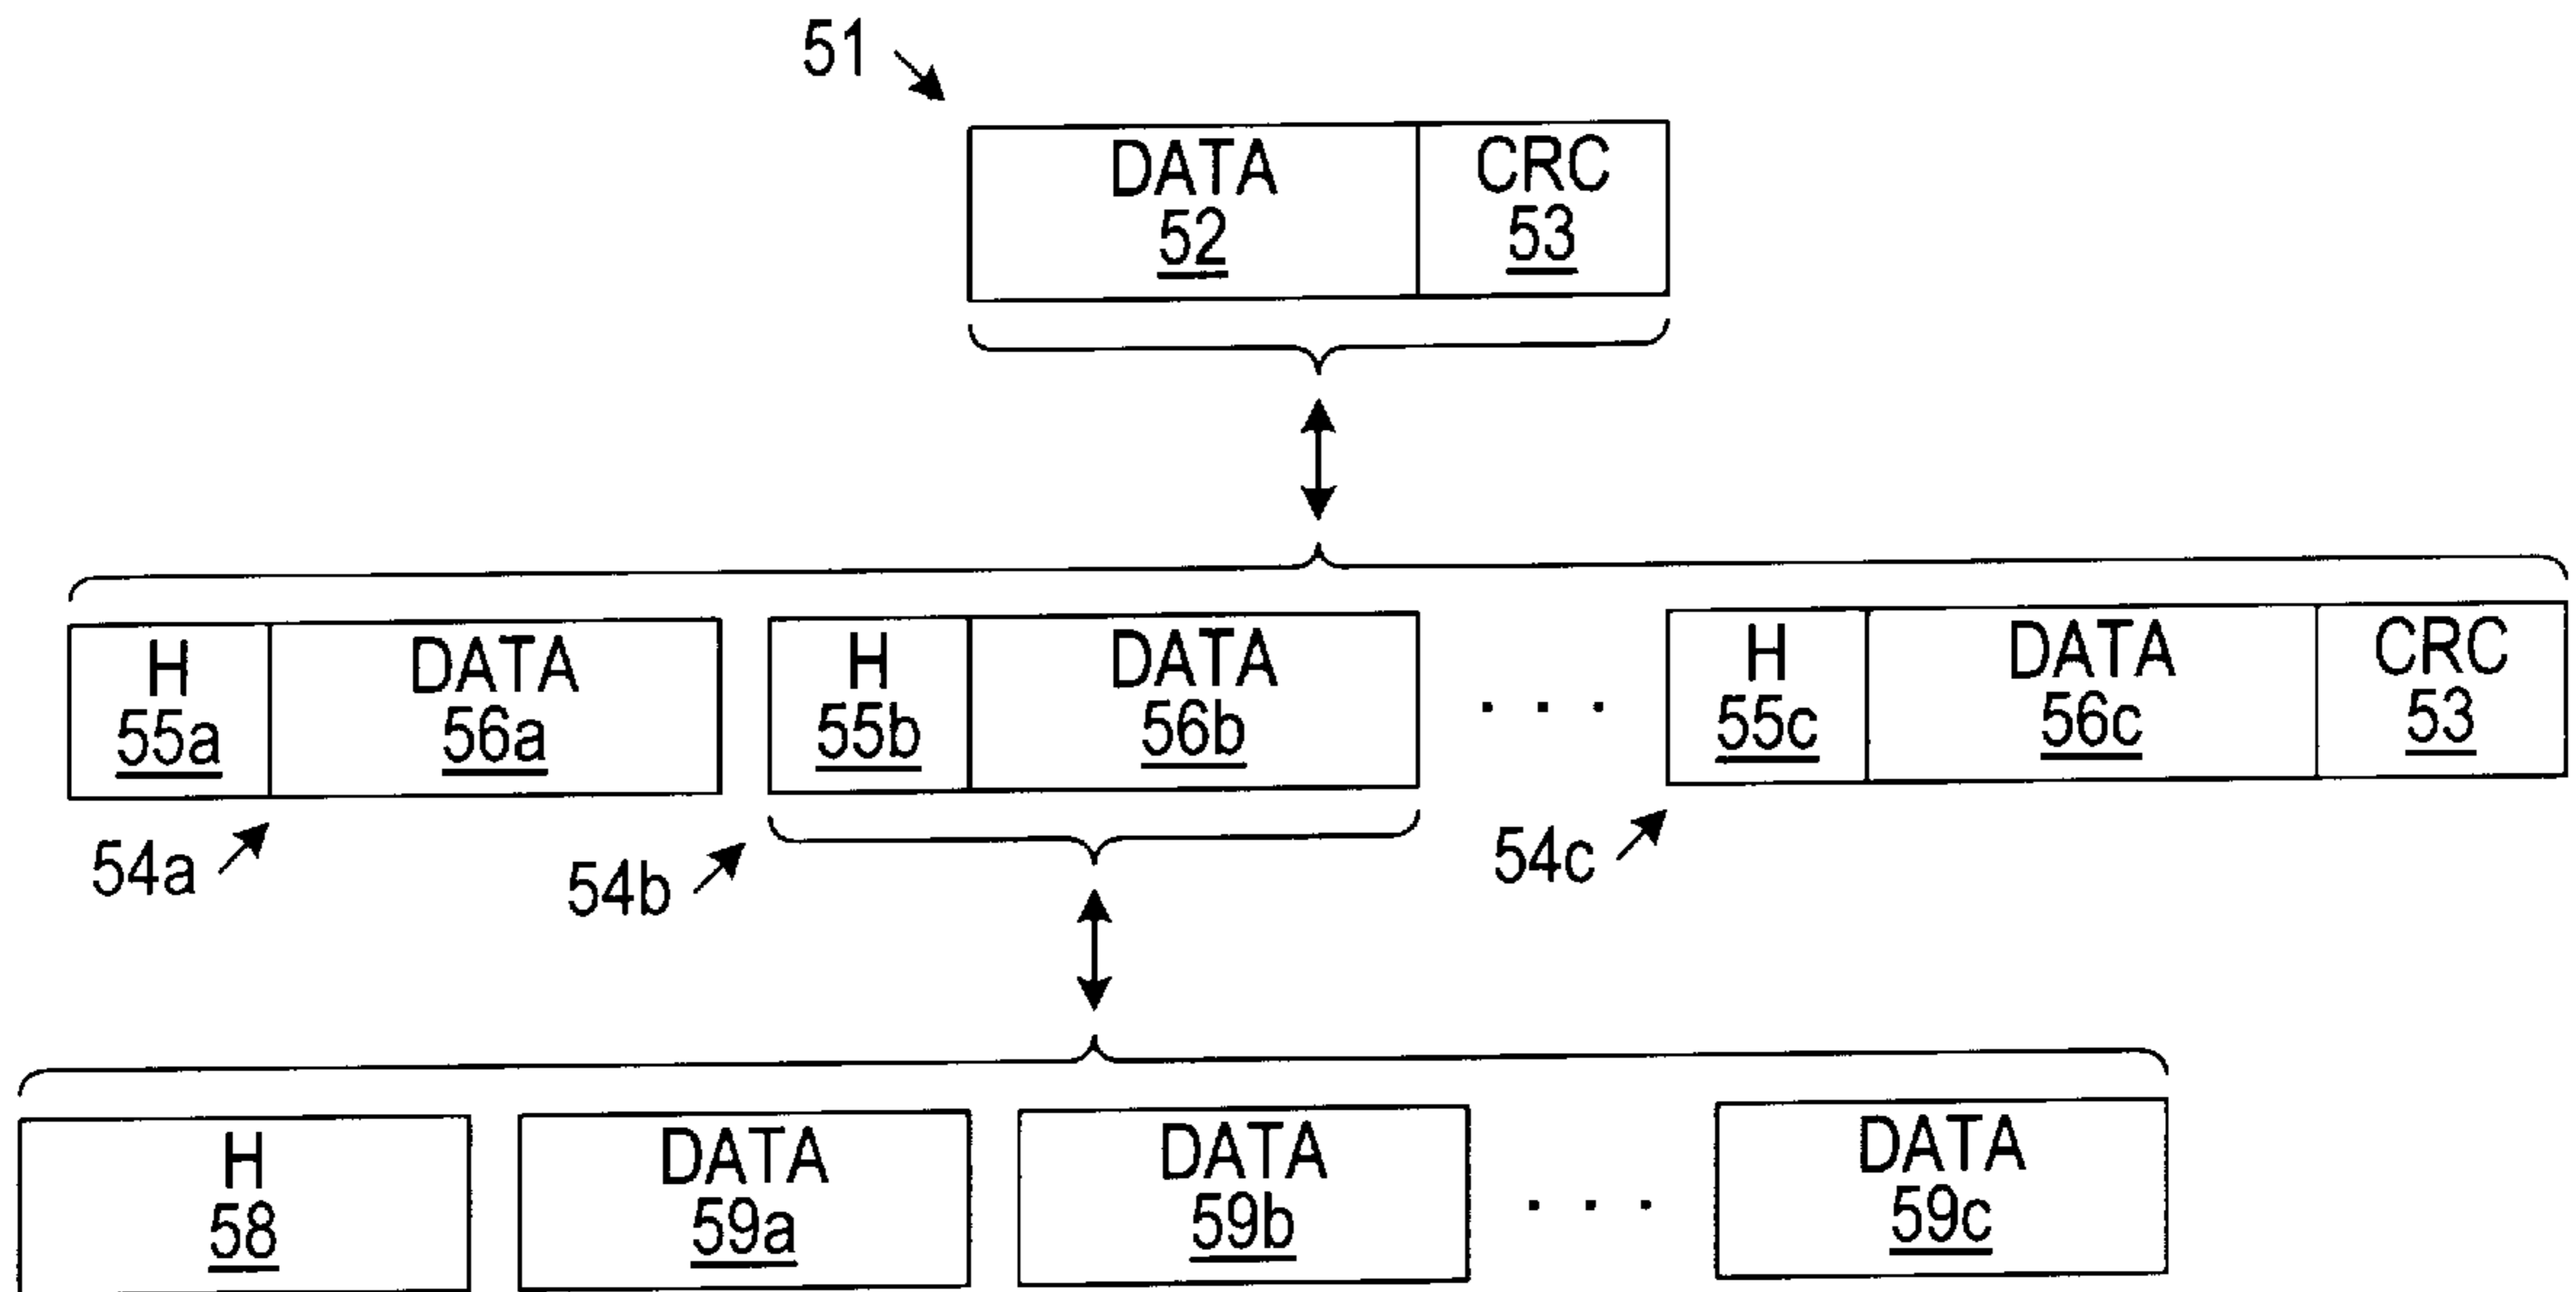 51
DATA CRC
52 53
H DATA H DATA . . . H DATA CRC
55a 56a 55b 56b 55c 56c 53
54a 54b 54c
H DATA DATA . . . DATA
58 59a 59b 59c